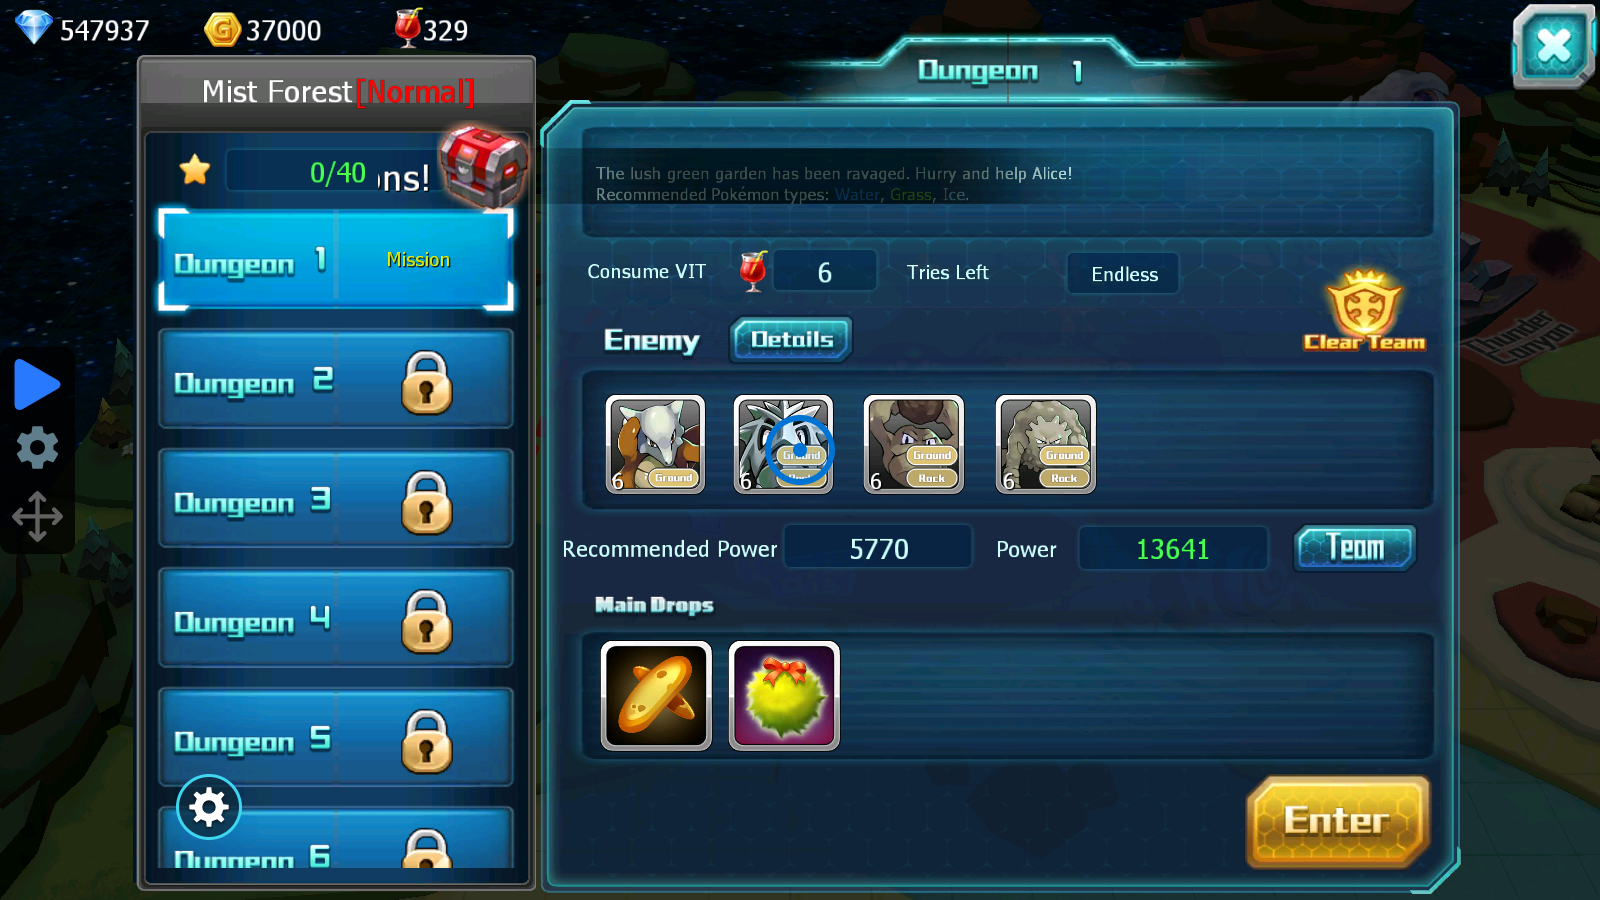 547937
37000
329
Dungeon 1
Mist Forest[Normal]
0/40
ns!
The lush green garden has been ravaged. Hurry and help Alice!
Recommended Pokémon types: Water, Grass, Ice.
Dungeon 1
Mission
Consume VIT
6
Tries Left
Endless
Clear Team
Enemy
Details
Dungeon 2
Dungeon 3
Dungeon 4
Dungeon 5
Dungeon 6
6 Ground
Ground
6
Ground
6 Rock
Ground
6 Rock
Recommended Power
5770
Power
13641
Team
Main Drops
Enter
Thunder
Canyon